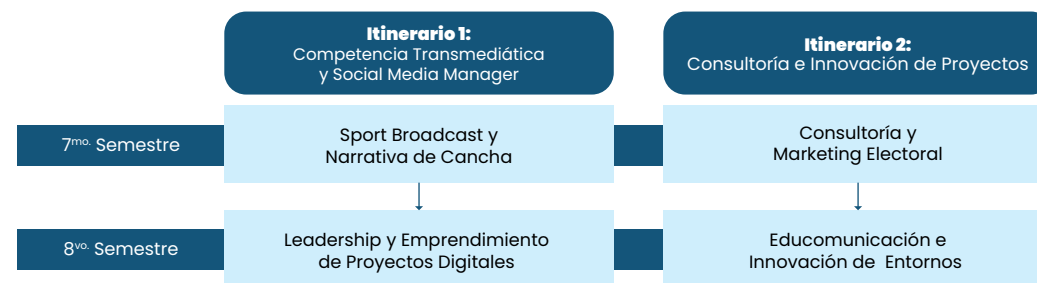 Itinerario 1:
Competencia Transmediática
y Social Media Manager
Itinerario 2:
Consultoría e Innovación de Proyectos
7mo. Semestre
Sport Broadcast y
Narrativa de Cancha
Consultoría y
Marketing Electoral
8vo. Semestre
Leadership y Emprendimiento
de Proyectos Digitales
Educomunicación e
Innovación de Entornos